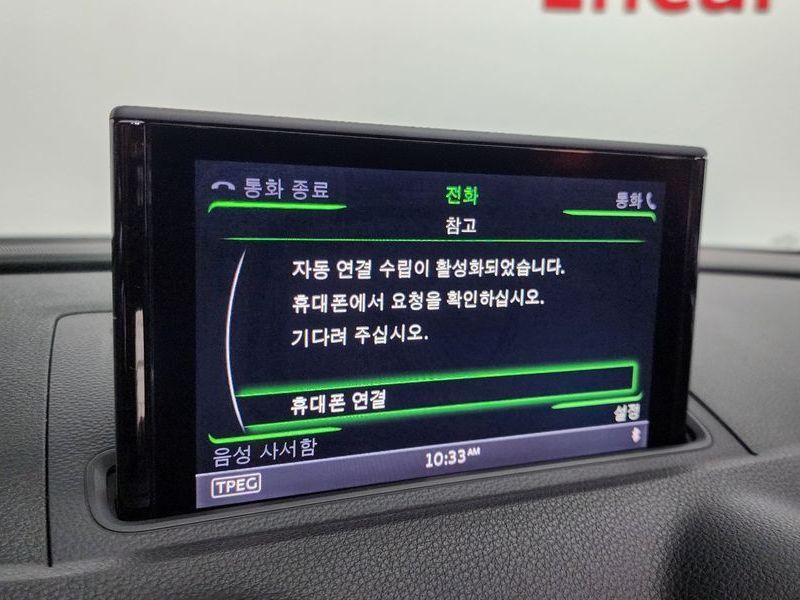 통화 종료
전화
통화
참고
자동 연결 수립이 활성화되었습니다.
휴대폰에서 요청을 확인하십시오.
기다려 주십시오.
휴대폰 연결
설정
음성 사서함
10:33 AM
TPEG